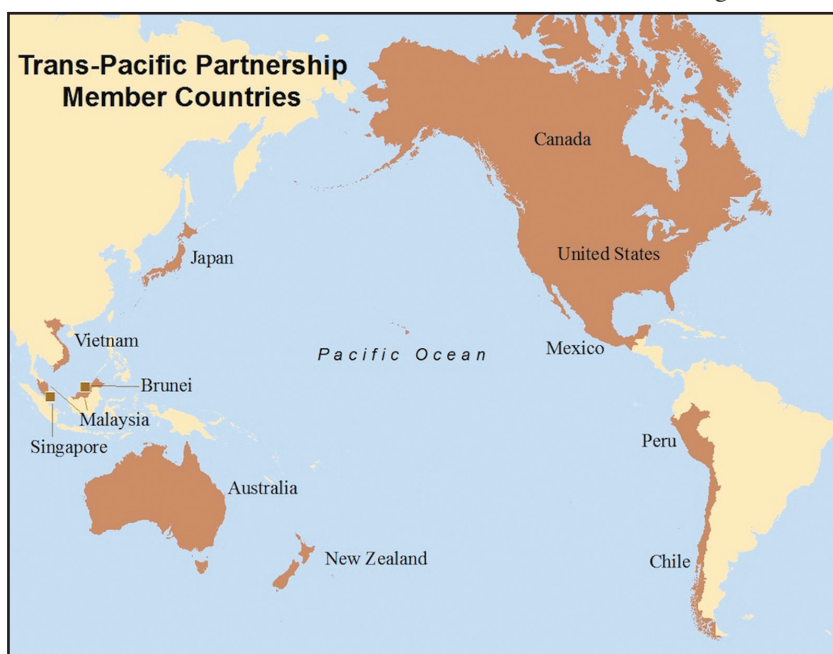 Trans-Pacific Partnership
Member Countries
Canada
Japan
United States
Vietnam
Pacific Ocean
Mexico
Brunei
Malaysia
Singapore
Peru
Australia
New Zealand
Chile